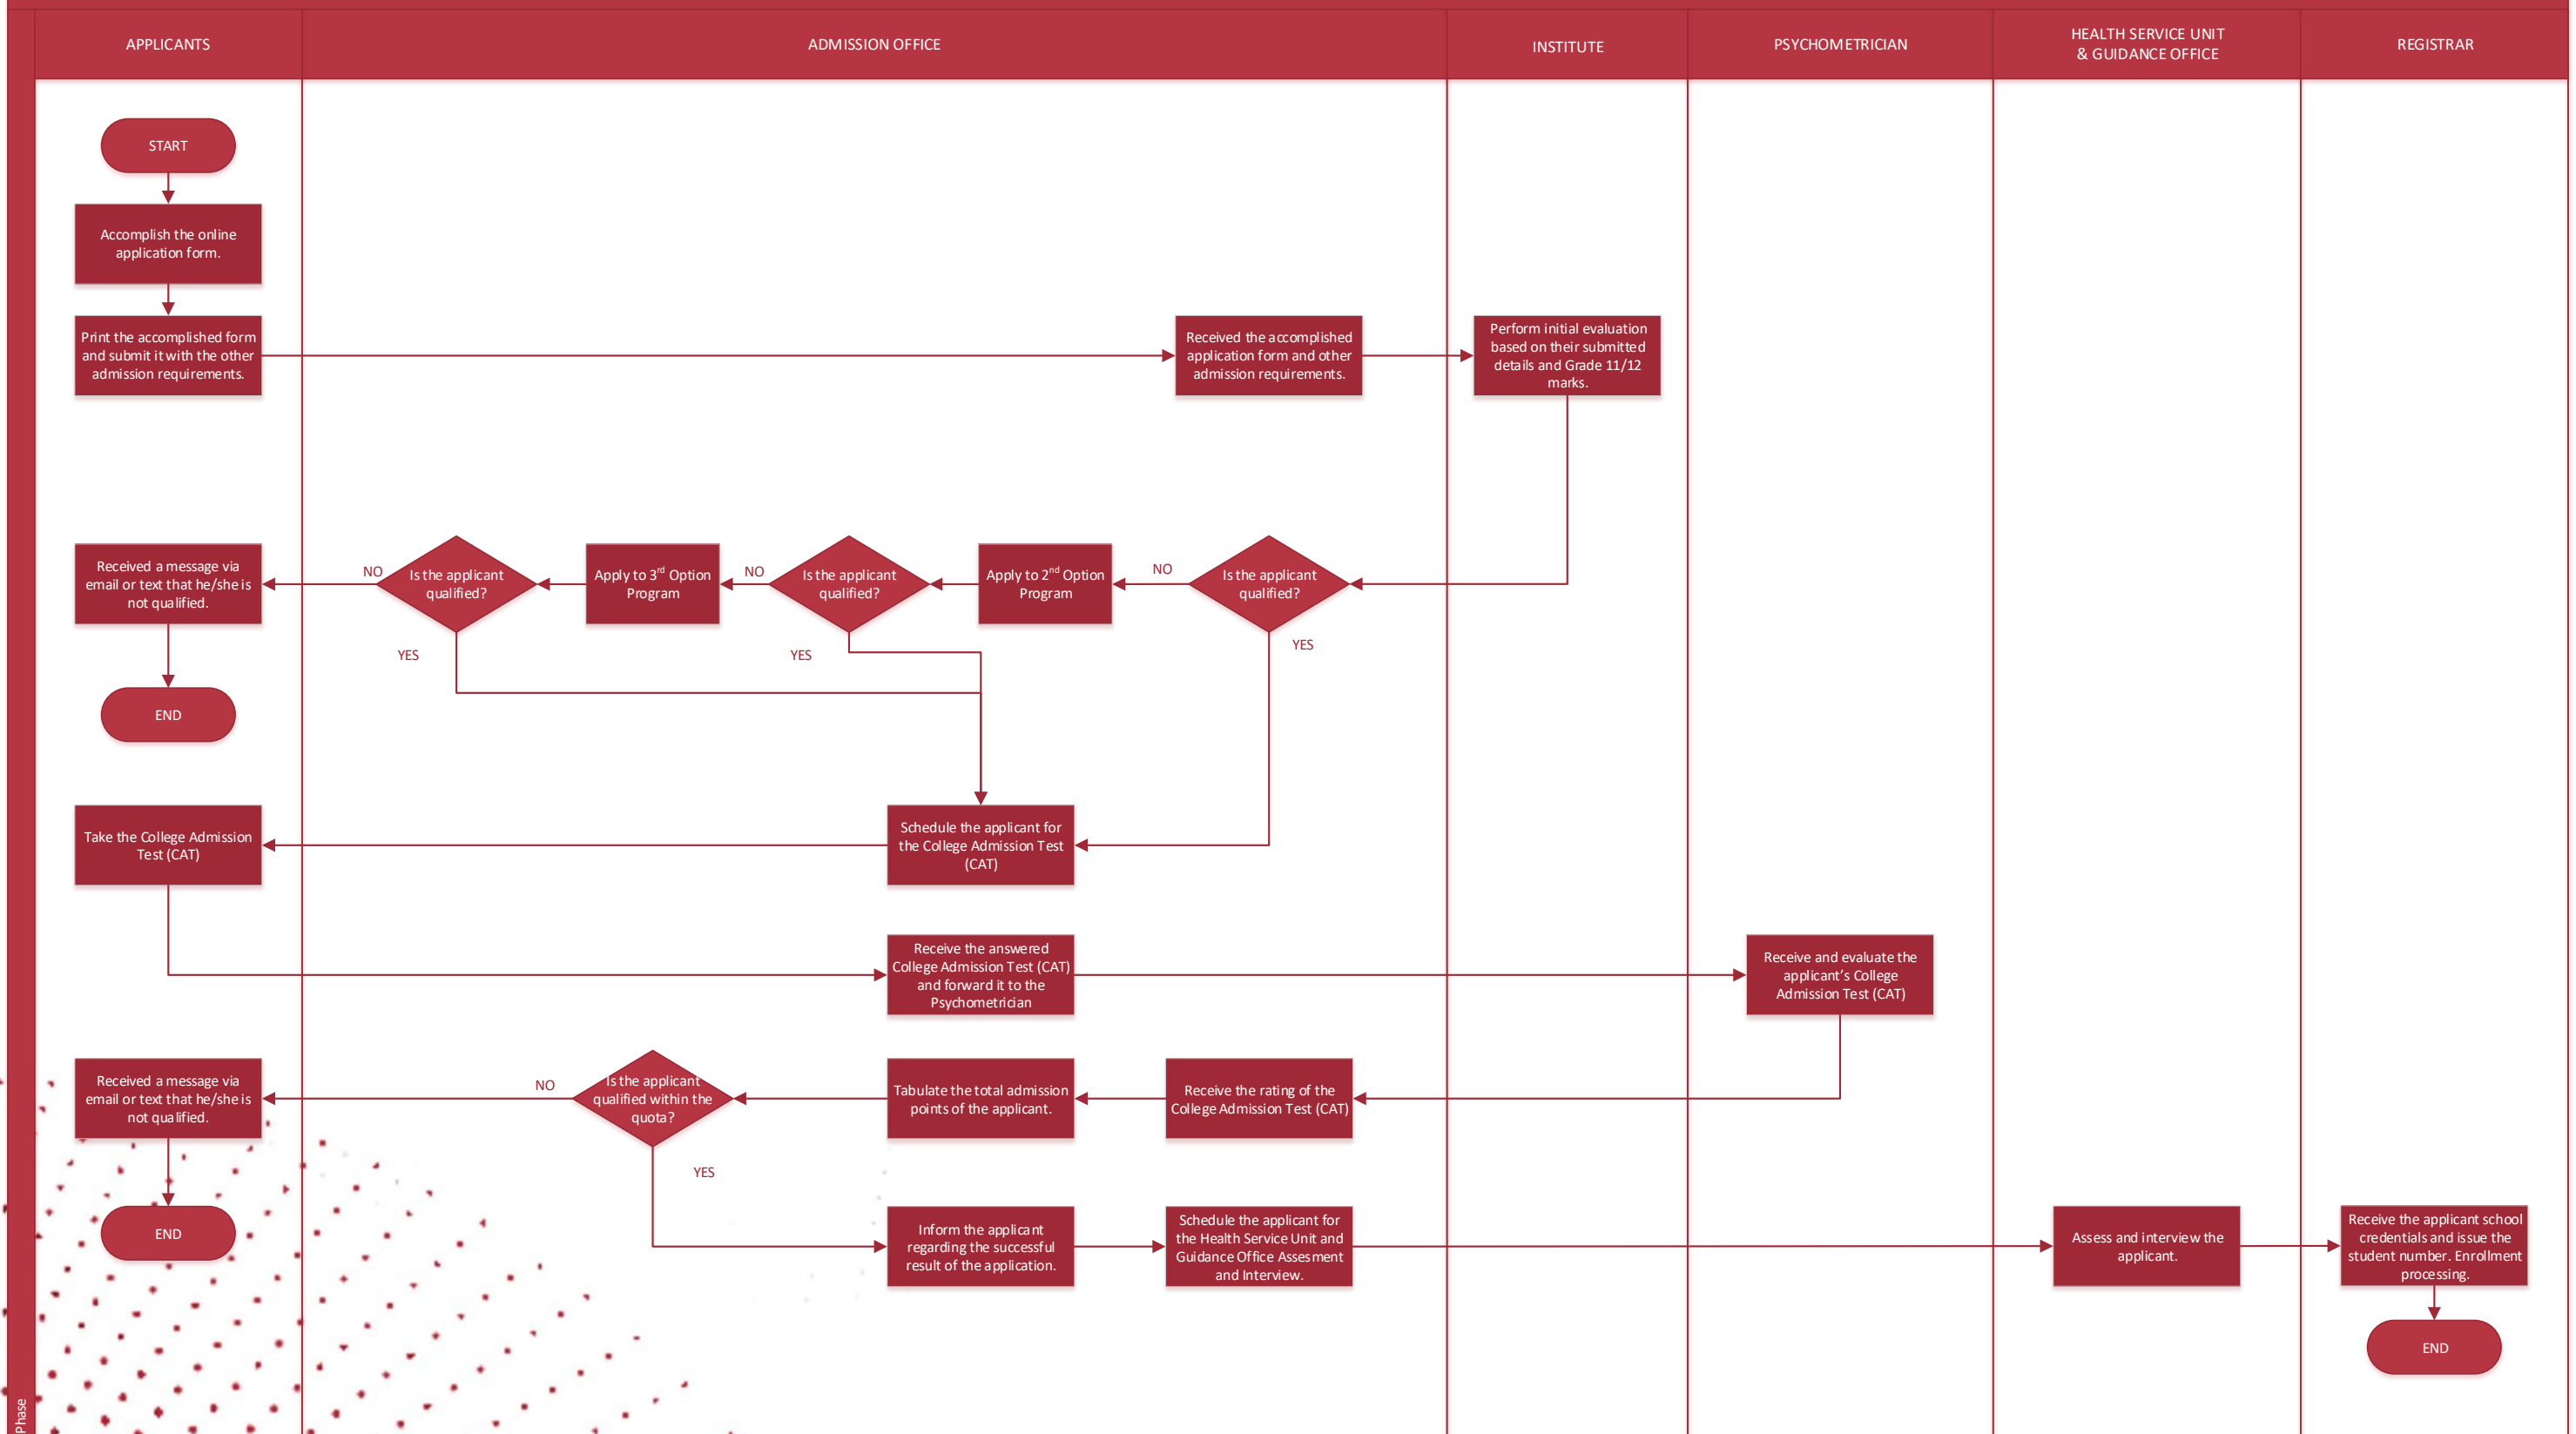 APPLICANTS
ADMISSION OFFICE
INSTITUTE
PSYCHOMETRICIAN
HEALTH SERVICE UNIT
& GUIDANCE OFFICE
REGISTRAR
START
Accomplish the online
application form.
Print the accomplished form
and submit it with the other
admission requirements.
Received the accomplished
application form and other
admission requirements.
Perform initial evaluation
based on their submitted
details and Grade 11/12
marks.
Received a message via
email or text that he/she is
not qualified.
NO
Is the applicant
qualified?
Apply to 3rd Option
Program
NO
Is the applicant
qualified?
Apply to 2nd Option
Program
NO
Is the applicant
qualified?
YES
YES
YES
END
Take the College Admission
Test (CAT)
Schedule the applicant for
the College Admission Test
(CAT)
Receive the answered
College Admission Test (CAT)
and forward it to the
Psychometrician
Receive and evaluate the
applicant’s College
Admission Test (CAT)
Received a message via
email or text that he/she is
not qualified.
NO
Is the applicant
qualified within the
quota?
Tabulate the total admission
points of the applicant.
Receive the rating of the
College Admission Test (CAT)
YES
END
Inform the applicant
regarding the successful
result of the application.
Schedule the applicant for
the Health Service Unit and
Guidance Office Assesment
and Interview.
Assess and interview the
applicant.
Receive the applicant school
credentials and issue the
student number. Enrollment
processing.
END
Phase